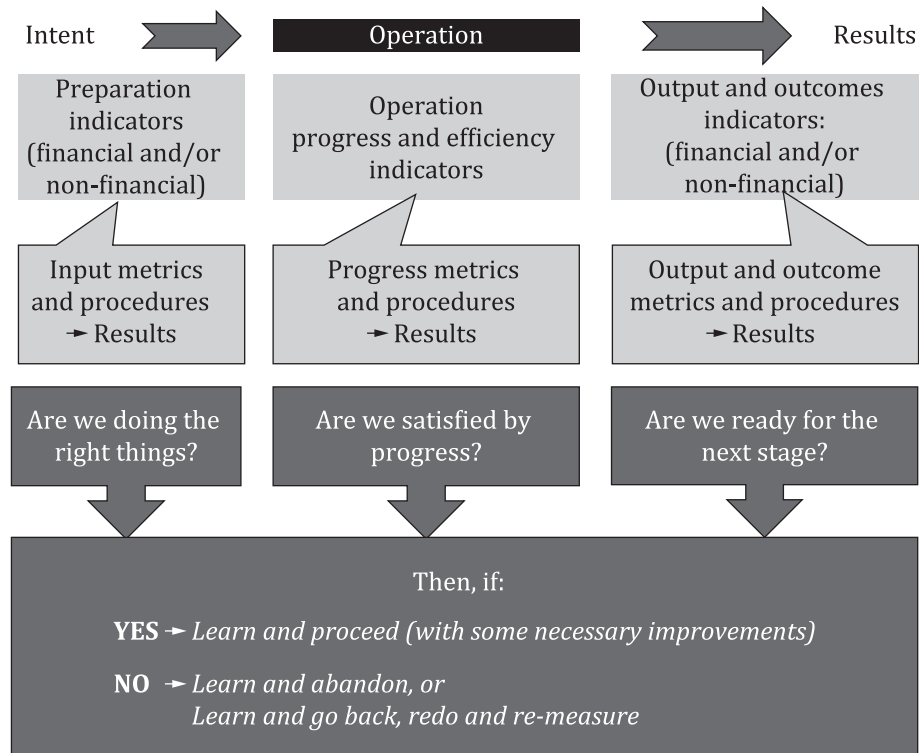 Intent
Operation
Results
Preparation
indicators
(financial and/or
non-financial)
Operation
progress and efficiency
indicators
Output and outcomes
indicators:
(financial and/or
non-financial)
Input metrics
and procedures
→ Results
Progress metrics
and procedures
→ Results
Output and outcome
metrics and procedures
→ Results
Are we doing the
right things?
Are we satisfied by
progress?
Are we ready for the
next stage?
Then, if:
YES → Learn and proceed (with some necessary improvements)
NO → Learn and abandon, or
Learn and go back, redo and re-measure